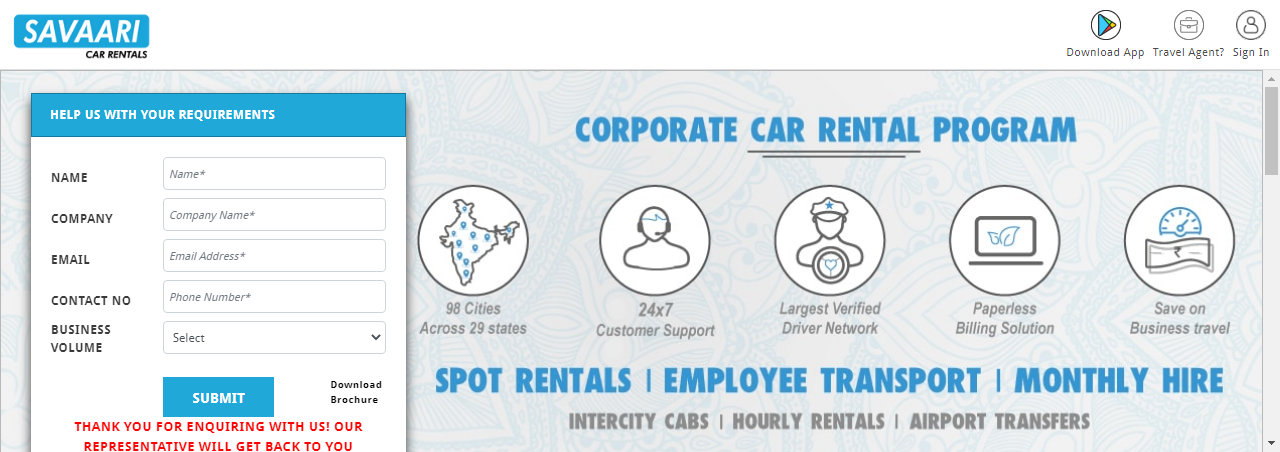 SAVAARI
CAR RENTALS
Download App
Travel Agent?
Sign In
HELP US WITH YOUR REQUIREMENTS
NAME
Name*
COMPANY
Company Name*
EMAIL
Email Address*
CONTACT NO
Phone Number*
BUSINESS
VOLUME
Select
SUBMIT
Download
Brochure
THANK YOU FOR ENQUIRING WITH US! OUR
REPRESENTATIVE WILL GET BACK TO YOU
CORPORATE CAR RENTAL PROGRAM
98 Cities
Across 29 states
24x7
Customer Support
Largest Verified
Driver Network
Paperless
Billing Solution
₹
Save on
Business travel
SPOT RENTALS | EMPLOYEE TRANSPORT | MONTHLY HIRE
INTERCITY CABS | HOURLY RENTALS | AIRPORT TRANSFERS